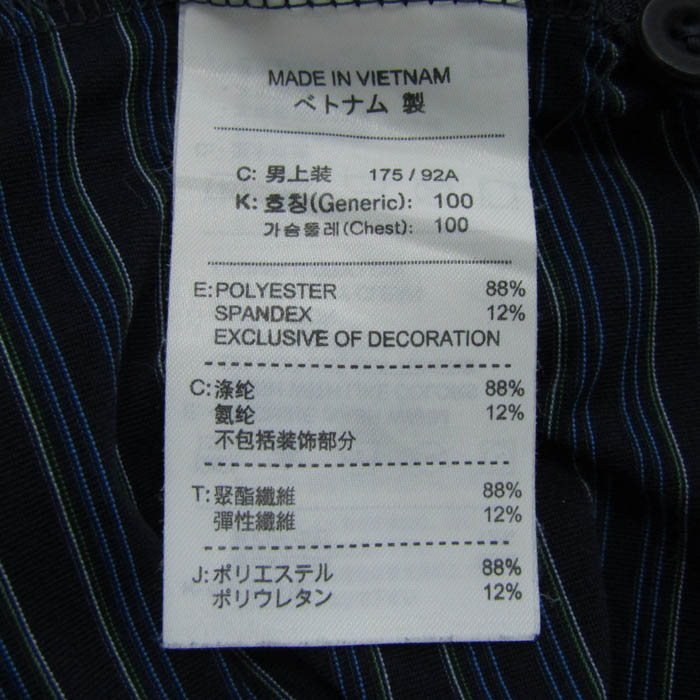 MADE IN VIETNAM
ベトナム 製
C: 男上装 175 / 92A
K: 호칭(Generic): 100
가슴둘레(Chest): 100
E: POLYESTER 88%
SPANDEX 12%
EXCLUSIVE OF DECORATION
C: 涤纶 88%
氨纶 12%
不包括装饰部分
T: 聚酯纖維 88%
彈性纖維 12%
J: ポリエステル 88%
ポリウレタン 12%